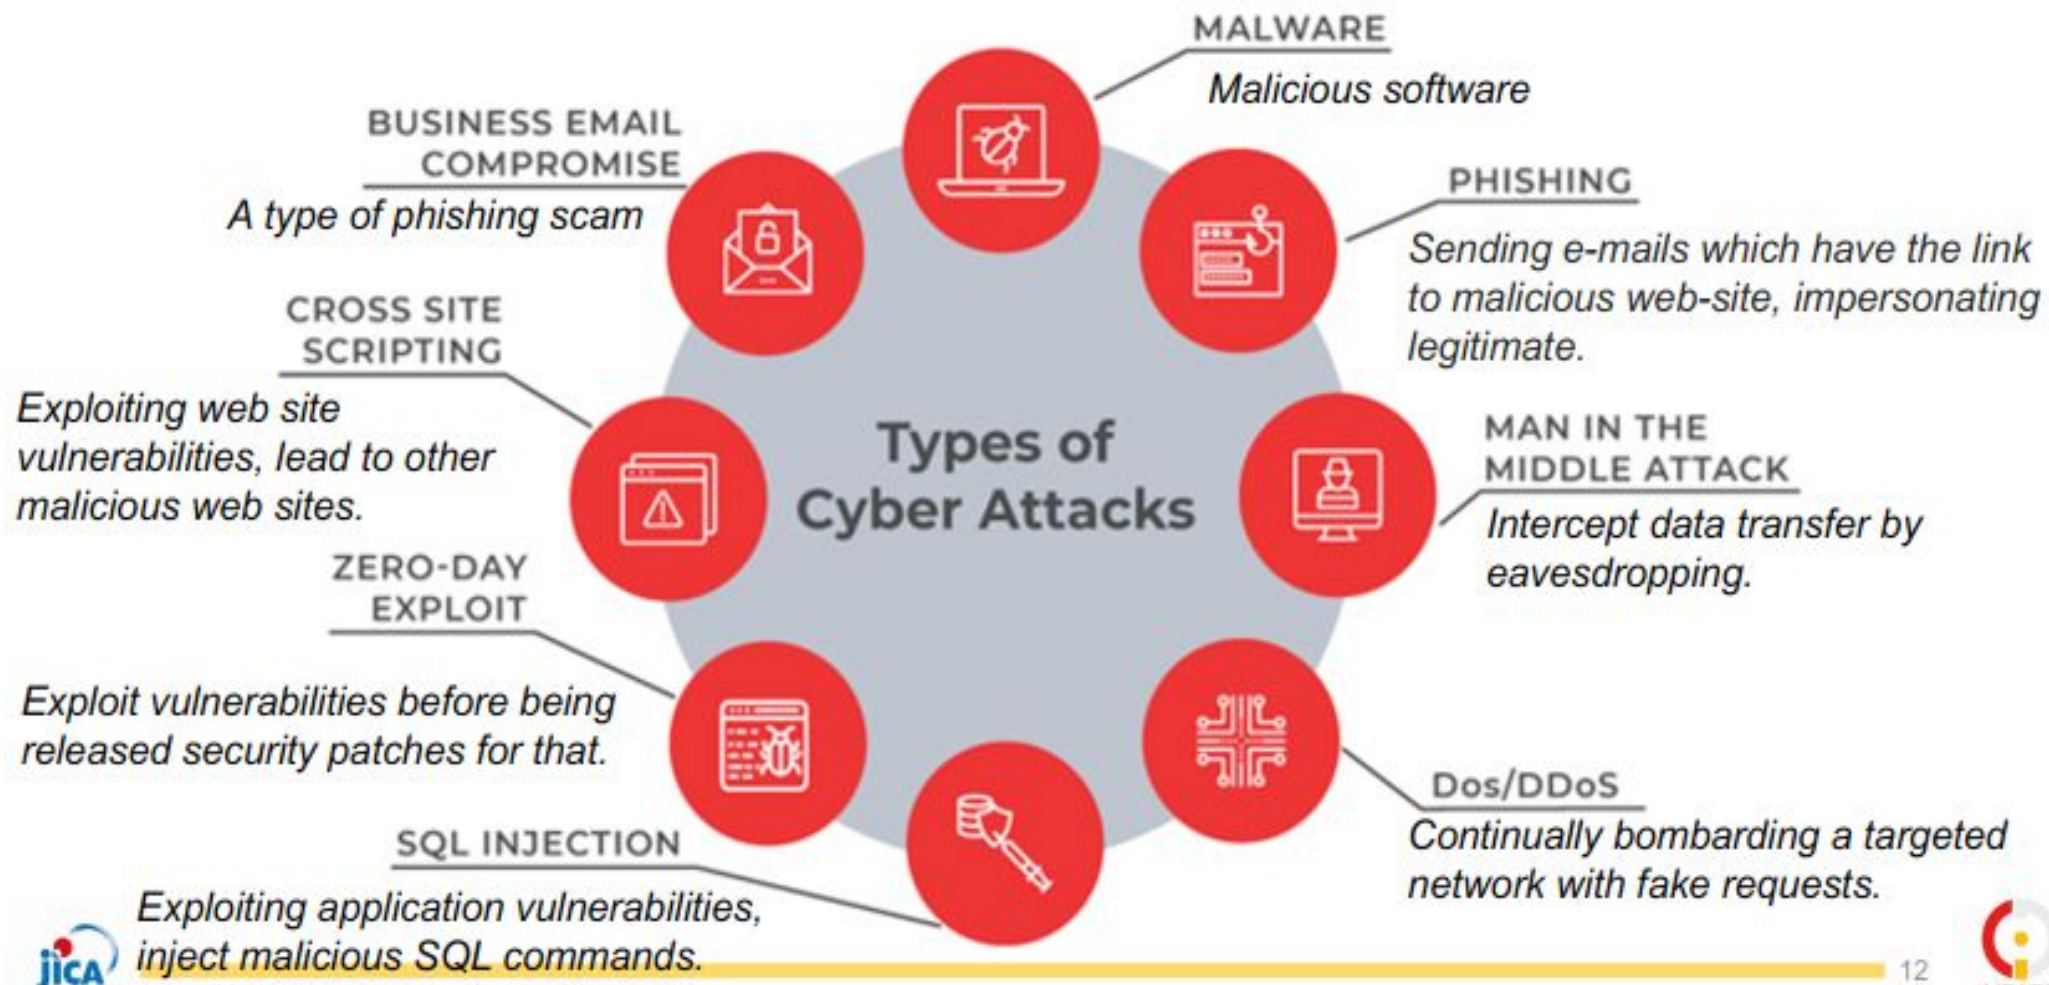 MALWARE
Malicious software
BUSINESS EMAIL
COMPROMISE
A type of phishing scam
PHISHING
Sending e-mails which have the link
to malicious web-site, impersonating
legitimate.
CROSS SITE
SCRIPTING
Exploiting web site
vulnerabilities, lead to other
malicious web sites.
Types of
Cyber Attacks
MAN IN THE
MIDDLE ATTACK
Intercept data transfer by
eavesdropping.
ZERO-DAY
EXPLOIT
Exploit vulnerabilities before being
released security patches for that.
Dos/DDoS
Continually bombarding a targeted
network with fake requests.
SQL INJECTION
Exploiting application vulnerabilities,
inject malicious SQL commands.
jICA
12